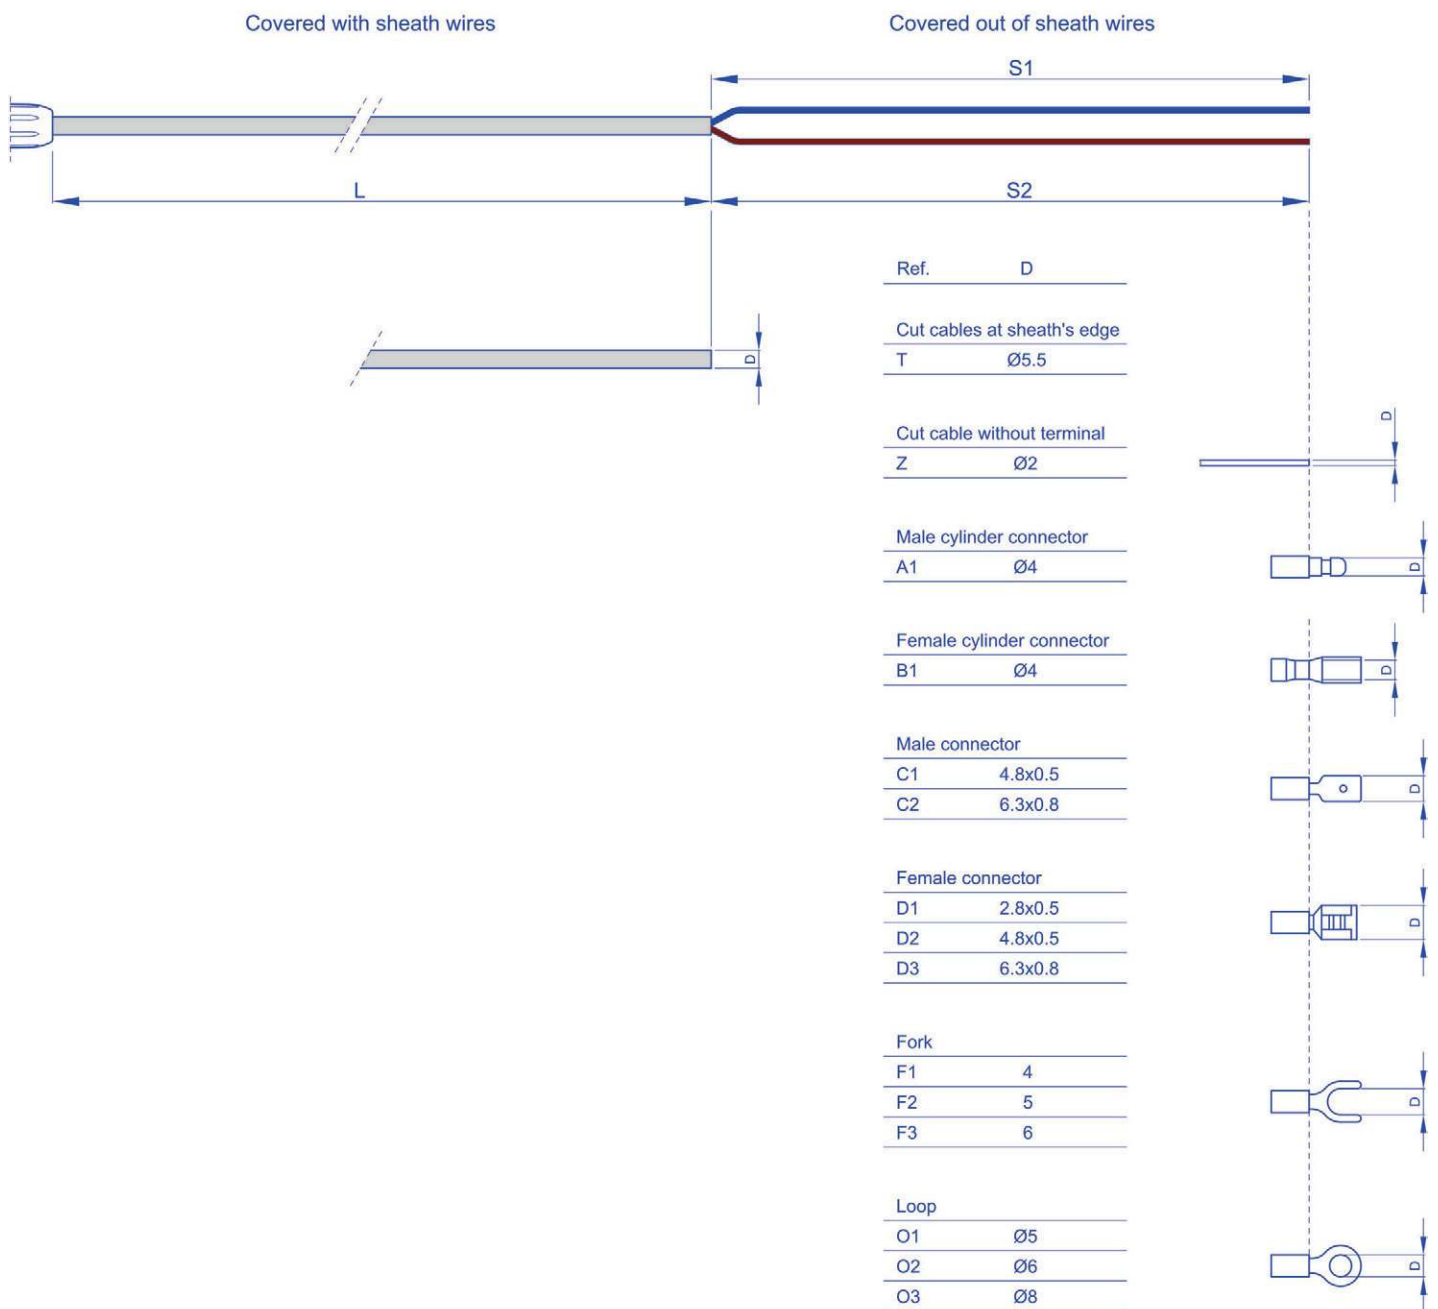 Covered with sheath wires
Covered out of sheath wires
S1
L
S2
Ref. D
Cut cables at sheath's edge
D
T Ø5.5
D
Cut cable without terminal
Z Ø2
Male cylinder connector
A1 Ø4
D
Female cylinder connector
B1 Ø4
D
Male connector
C1 4.8x0.5
D
C2 6.3x0.8
Female connector
D1 2.8x0.5
D
D2 4.8x0.5
D3 6.3x0.8
Fork
F1 4
F2 5
D
F3 6
Loop
O1 Ø5
O2 Ø6
D
O3 Ø8